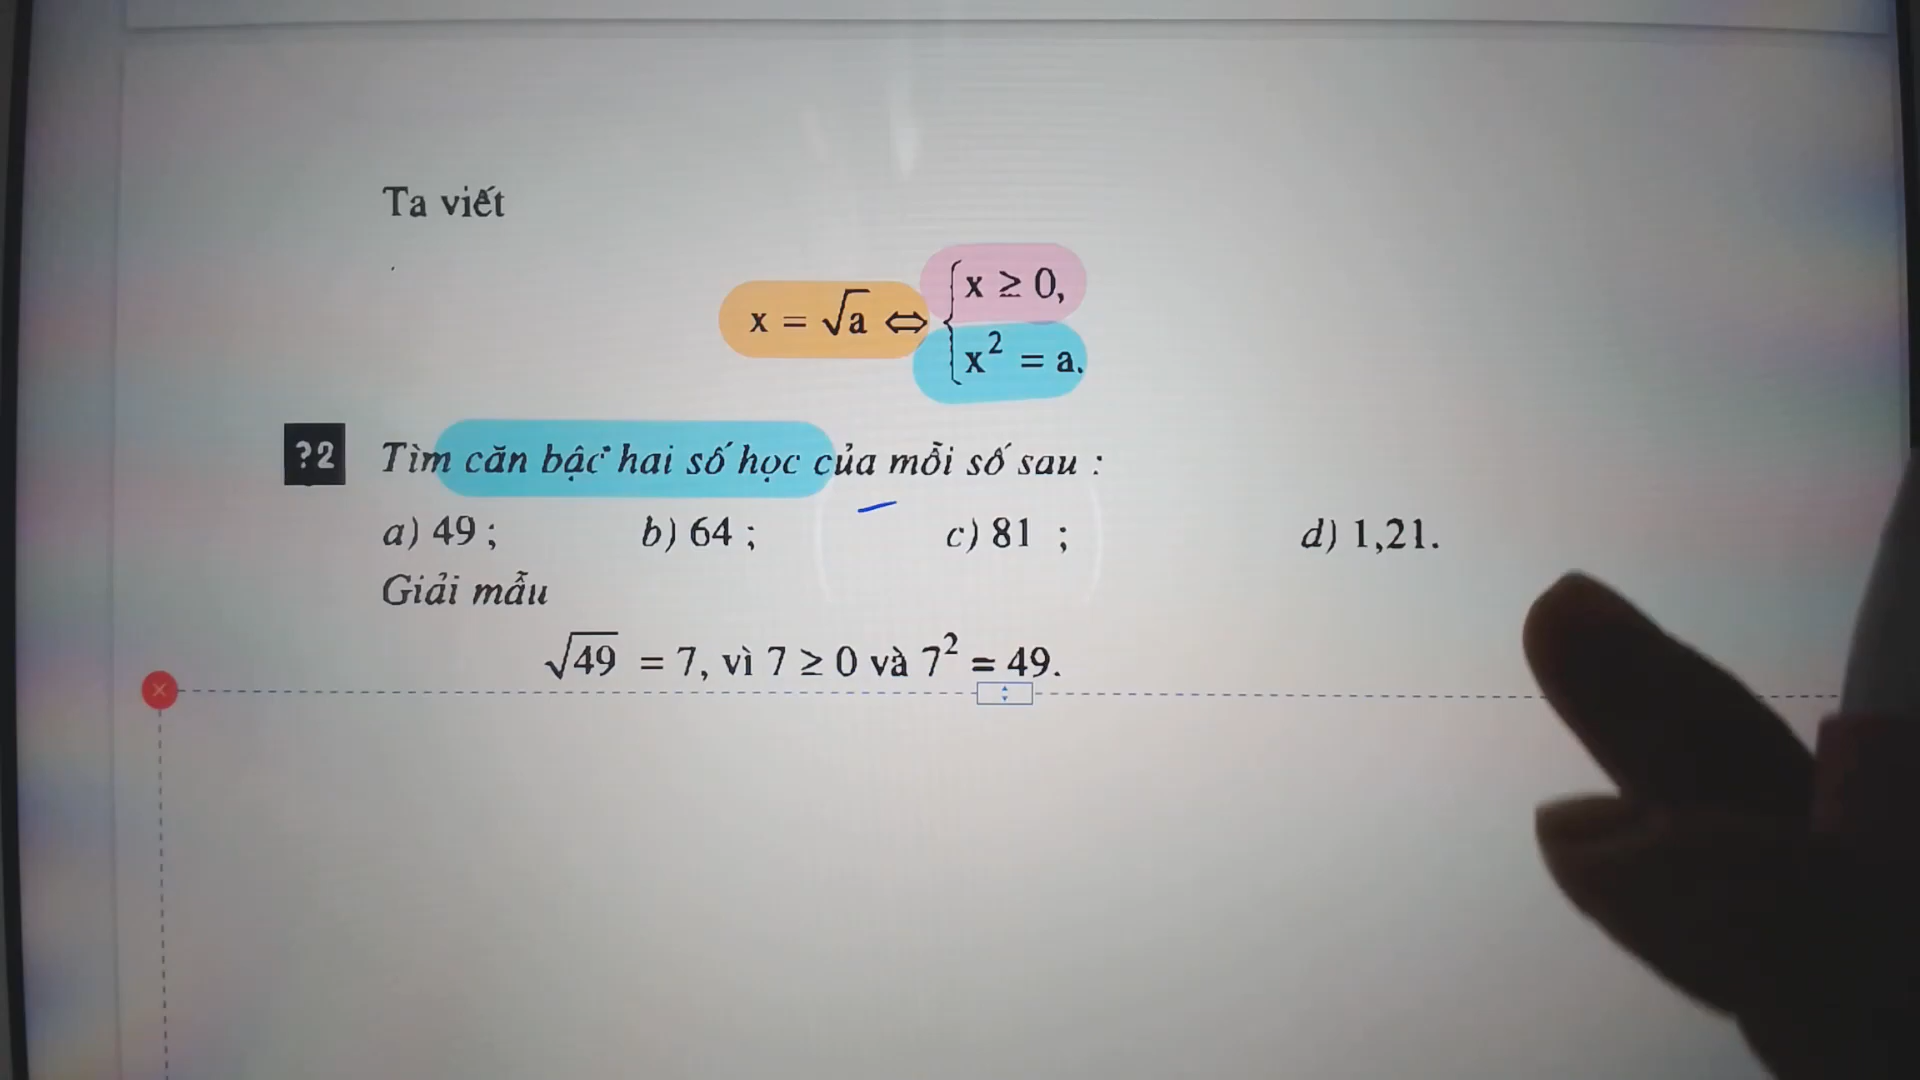 Ta viết
x = √a ⇔ { x ≥ 0,
x² = a.
?2 Tìm căn bậc hai số học của mỗi số sau :
a) 49 ; b) 64 ; c) 81 ; d) 1,21.
Giải mẫu
√49 = 7, vì 7 ≥ 0 và 7² = 49.